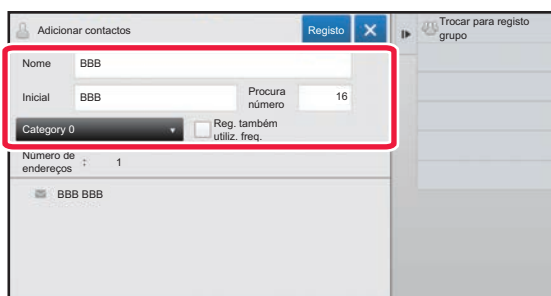 Adicionar contactos
Registo
Trocar para registo
grupo
Nome
BBB
Inicial
BBB
Procura
número
16
Category 0
Reg. também
utiliz. freq.
Número de
endereços
:
1
BBB BBB